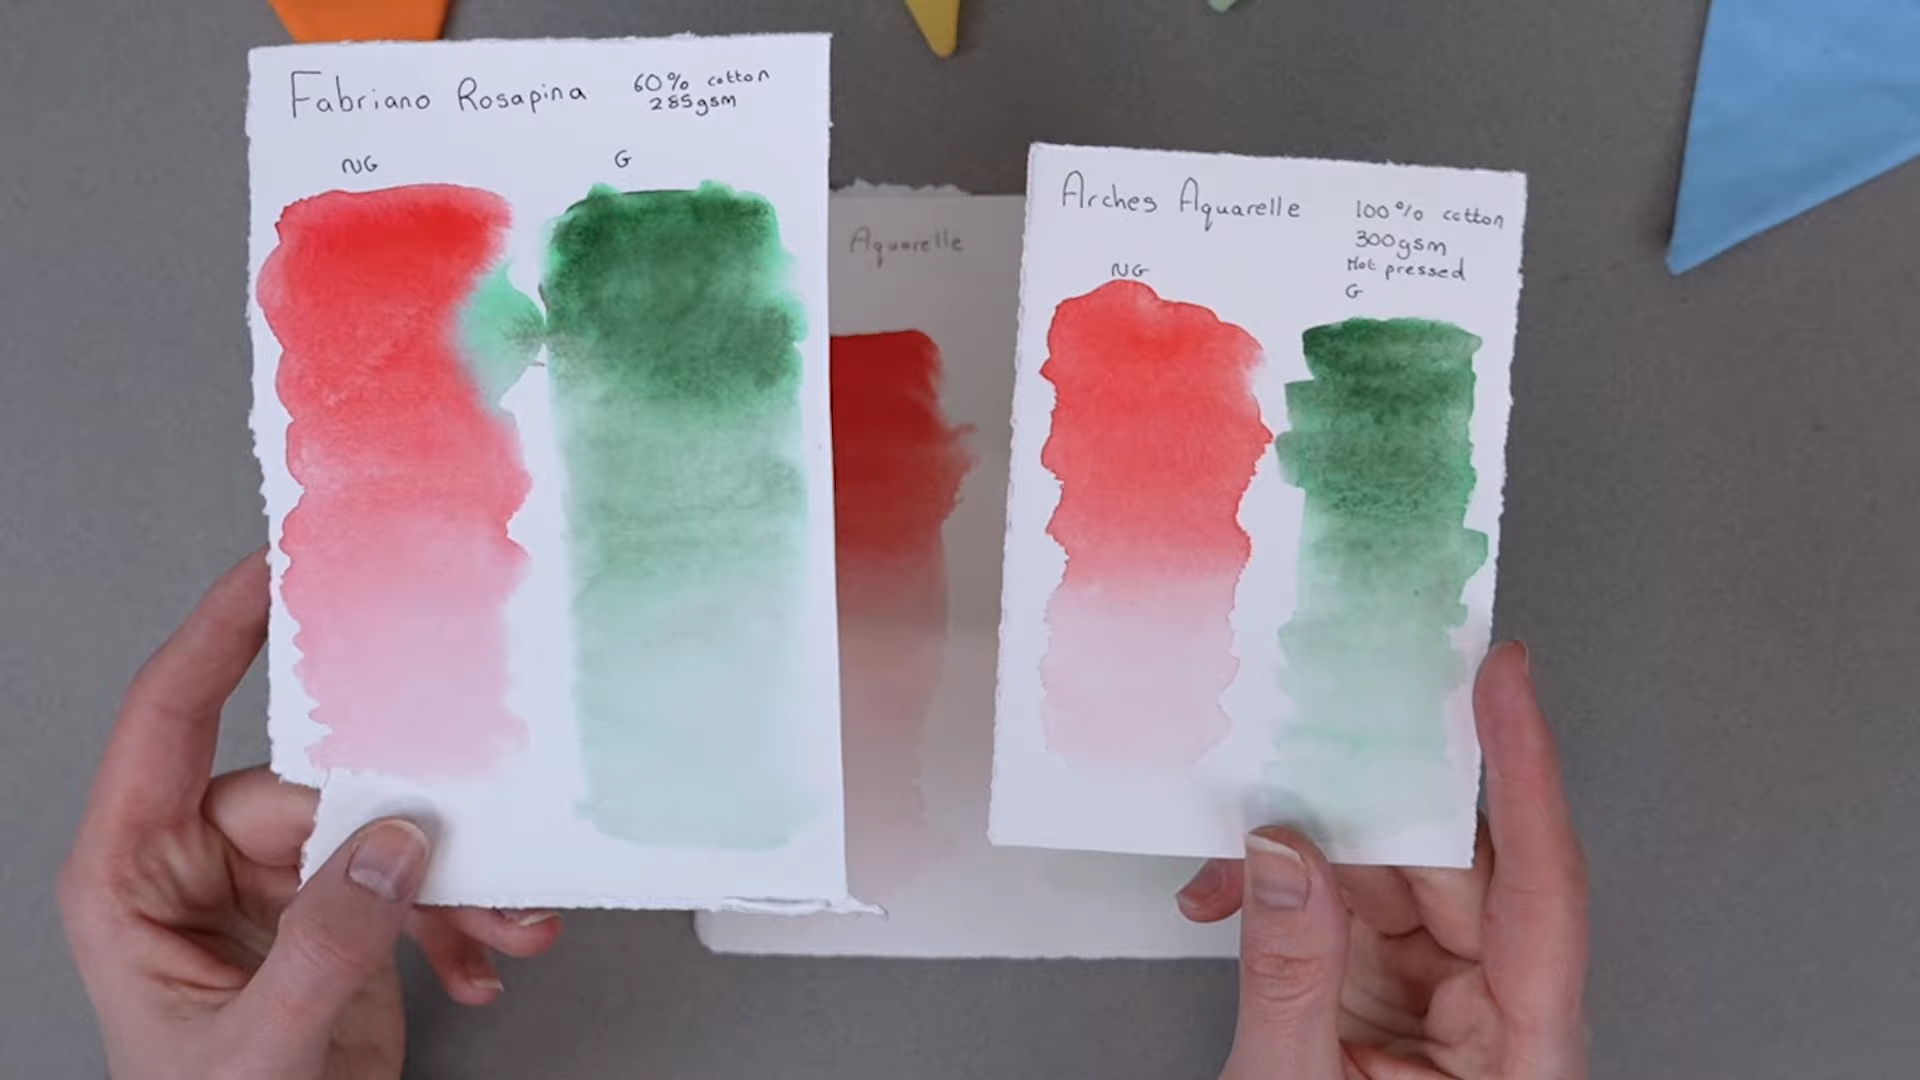 Fabriano Rosapina
60% cotton
285gsm
NG
G
Aquarelle
Arches Aquarelle
100% cotton
300gsm
Hot pressed
NG
G